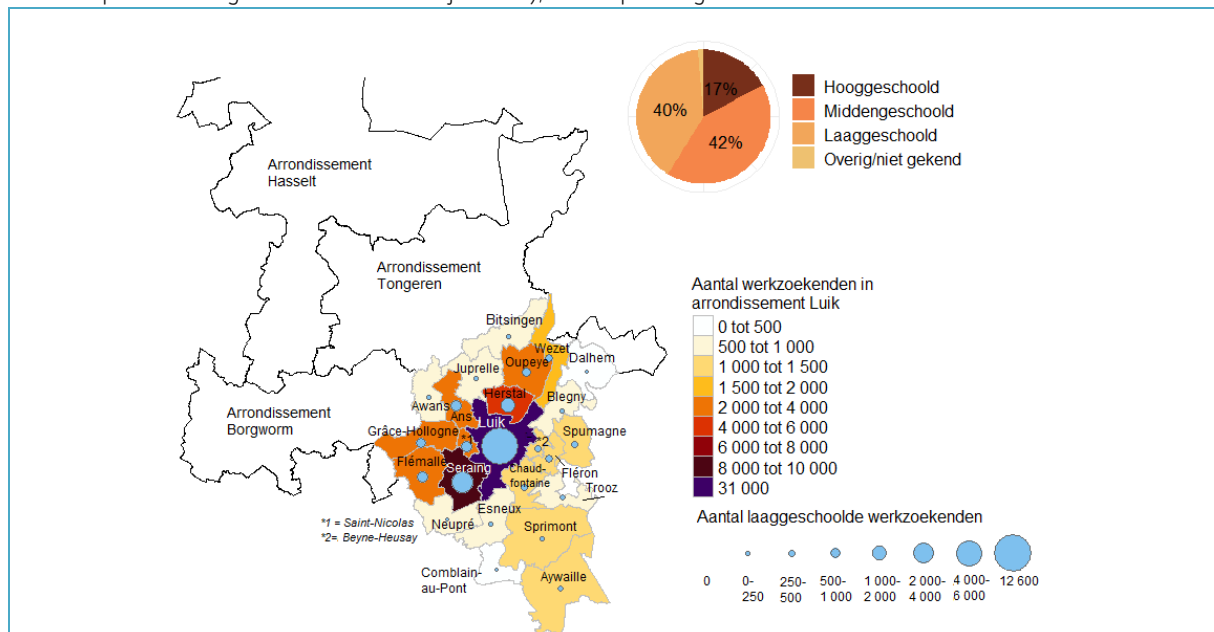 17%
40%
42%
Hooggeschoold
Middengeschoold
Laaggeschoold
Overig/niet gekend
Arrondissement
Hasselt
Arrondissement
Tongeren
Arrondissement
Borgworm
Bitsingen
Wezet
Dalhem
Oupeye
Juprelle
Herstal
Blegny
Awans
Ans
Luik
Grâce-Hollogne
*1
*2
Spumagne
Flémalle
Seraing
Chaud-
fontaine
Fléron
Trooz
Neupré
Esneux
Sprimont
Comblain-
au-Pont
Aywaille
*1 = Saint-Nicolas
*2= Beyne-Heusay
Aantal werkzoekenden in
arrondissement Luik
0 tot 500
500 tot 1 000
1 000 tot 1 500
1 500 tot 2 000
2 000 tot 4 000
4 000 tot 6 000
6 000 tot 8 000
8 000 tot 10 000
31 000
Aantal laaggeschoolde werkzoekenden
0
0-
250
250-
500
500-
1 000
1 000-
2 000
2 000-
4 000
4 000-
6 000
12 600